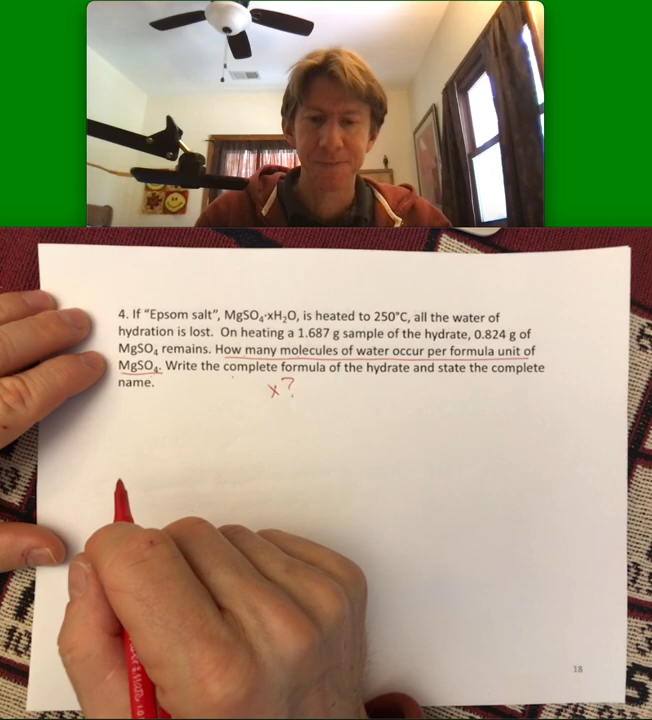 4. If “Epsom salt”, MgSO₄·xH₂O, is heated to 250°C, all the water of
hydration is lost. On heating a 1.687 g sample of the hydrate, 0.824 g of
MgSO₄ remains. How many molecules of water occur per formula unit of
MgSO₄. Write the complete formula of the hydrate and state the complete
name.
x?
18